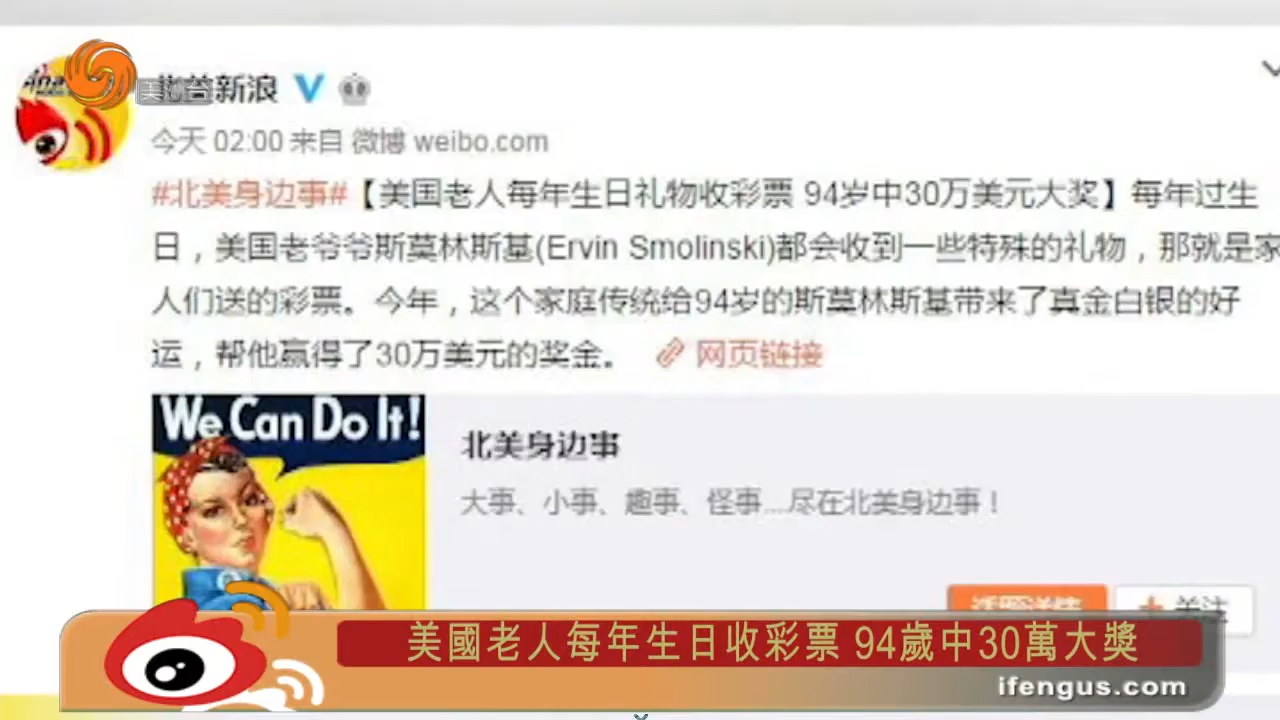 北美新浪
美洲台
今天 02:00 来自 微博 weibo.com
#北美身边事#【美国老人每年生日礼物收彩票 94岁中30万美元大奖】每年过生
日，美国老爷爷斯莫林斯基(Ervin Smolinski)都会收到一些特殊的礼物，那就是家
人们送的彩票。今年，这个家庭传统给94岁的斯莫林斯基带来了真金白银的好
运，帮他赢得了30万美元的奖金。 网页链接
We Can Do It!
北美身边事
大事、小事、趣事、怪事...尽在北美身边事！
话题详情
+ 关注
美國老人每年生日收彩票 94歲中30萬大獎
ifengus.com